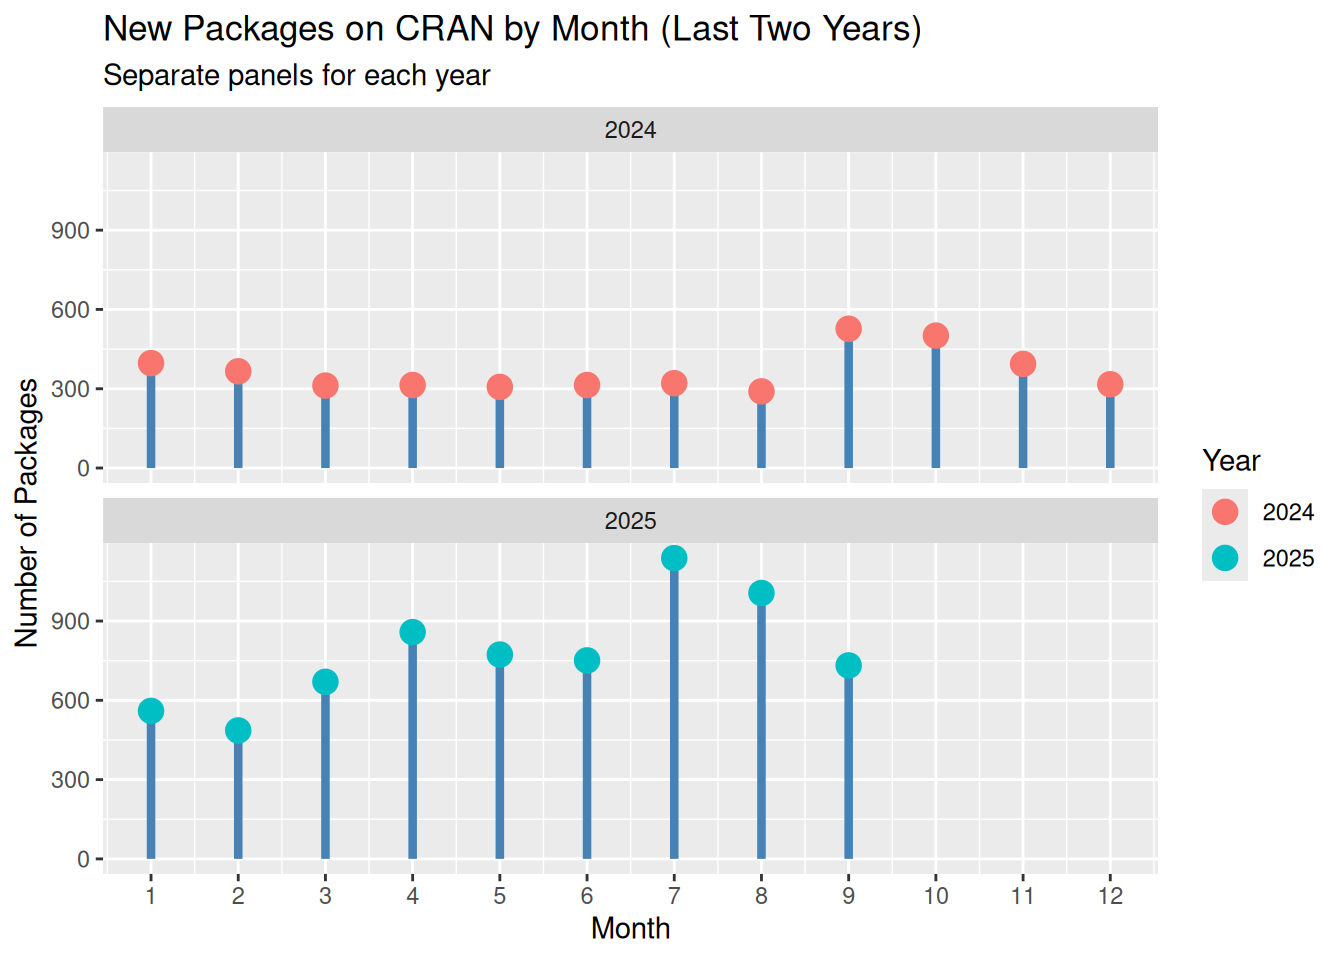 New Packages on CRAN by Month (Last Two Years)
Separate panels for each year
2024
900
600
300
0
2025
900
600
300
0
1 2 3 4 5 6 7 8 9 10 11 12
Month
Number of Packages
Year
2024
2025